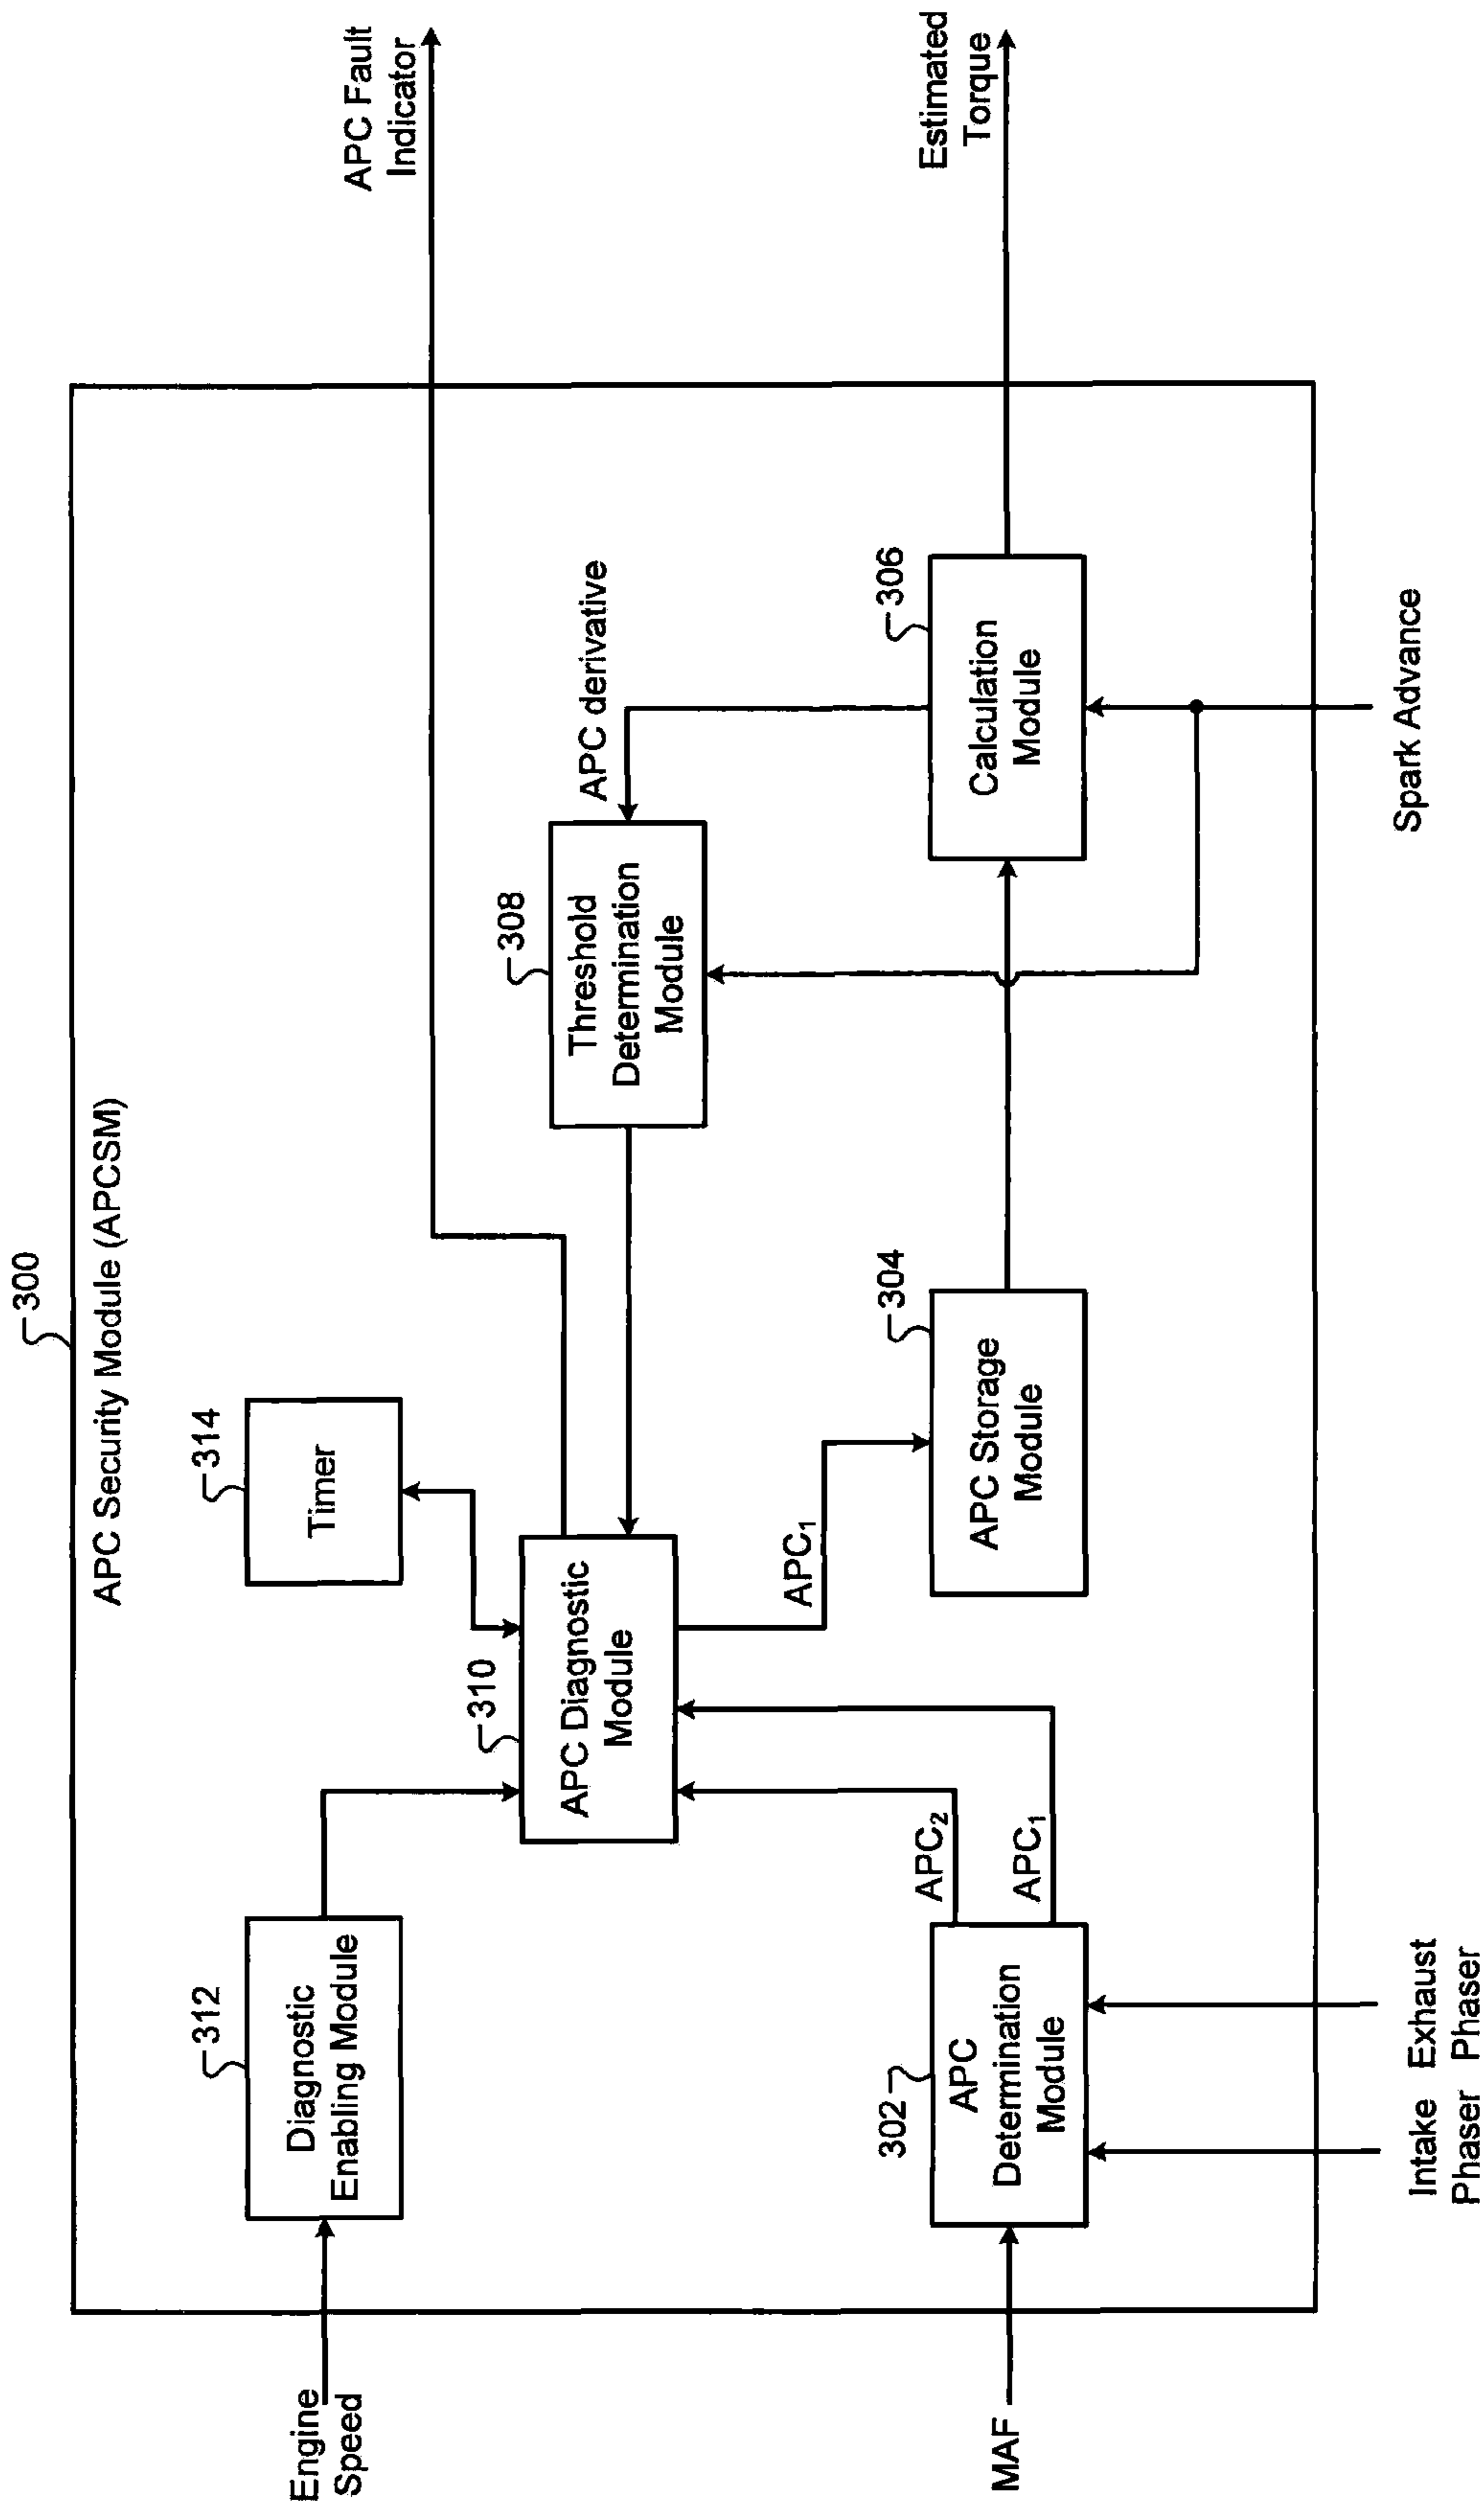 300
APC Security Module (APCSM)
Engine
Speed
312
Diagnostic
Enabling Module
314
Timer
APC Fault
Indicator
310
APC Diagnostic
Module
308
Threshold
Determination
Module
APC derivative
APC₁
APC₂
APC₁
MAF
302
APC
Determination
Module
304
APC Storage
Module
306
Calculation
Module
Estimated
Torque
Intake
Phaser
Exhaust
Phaser
Spark Advance